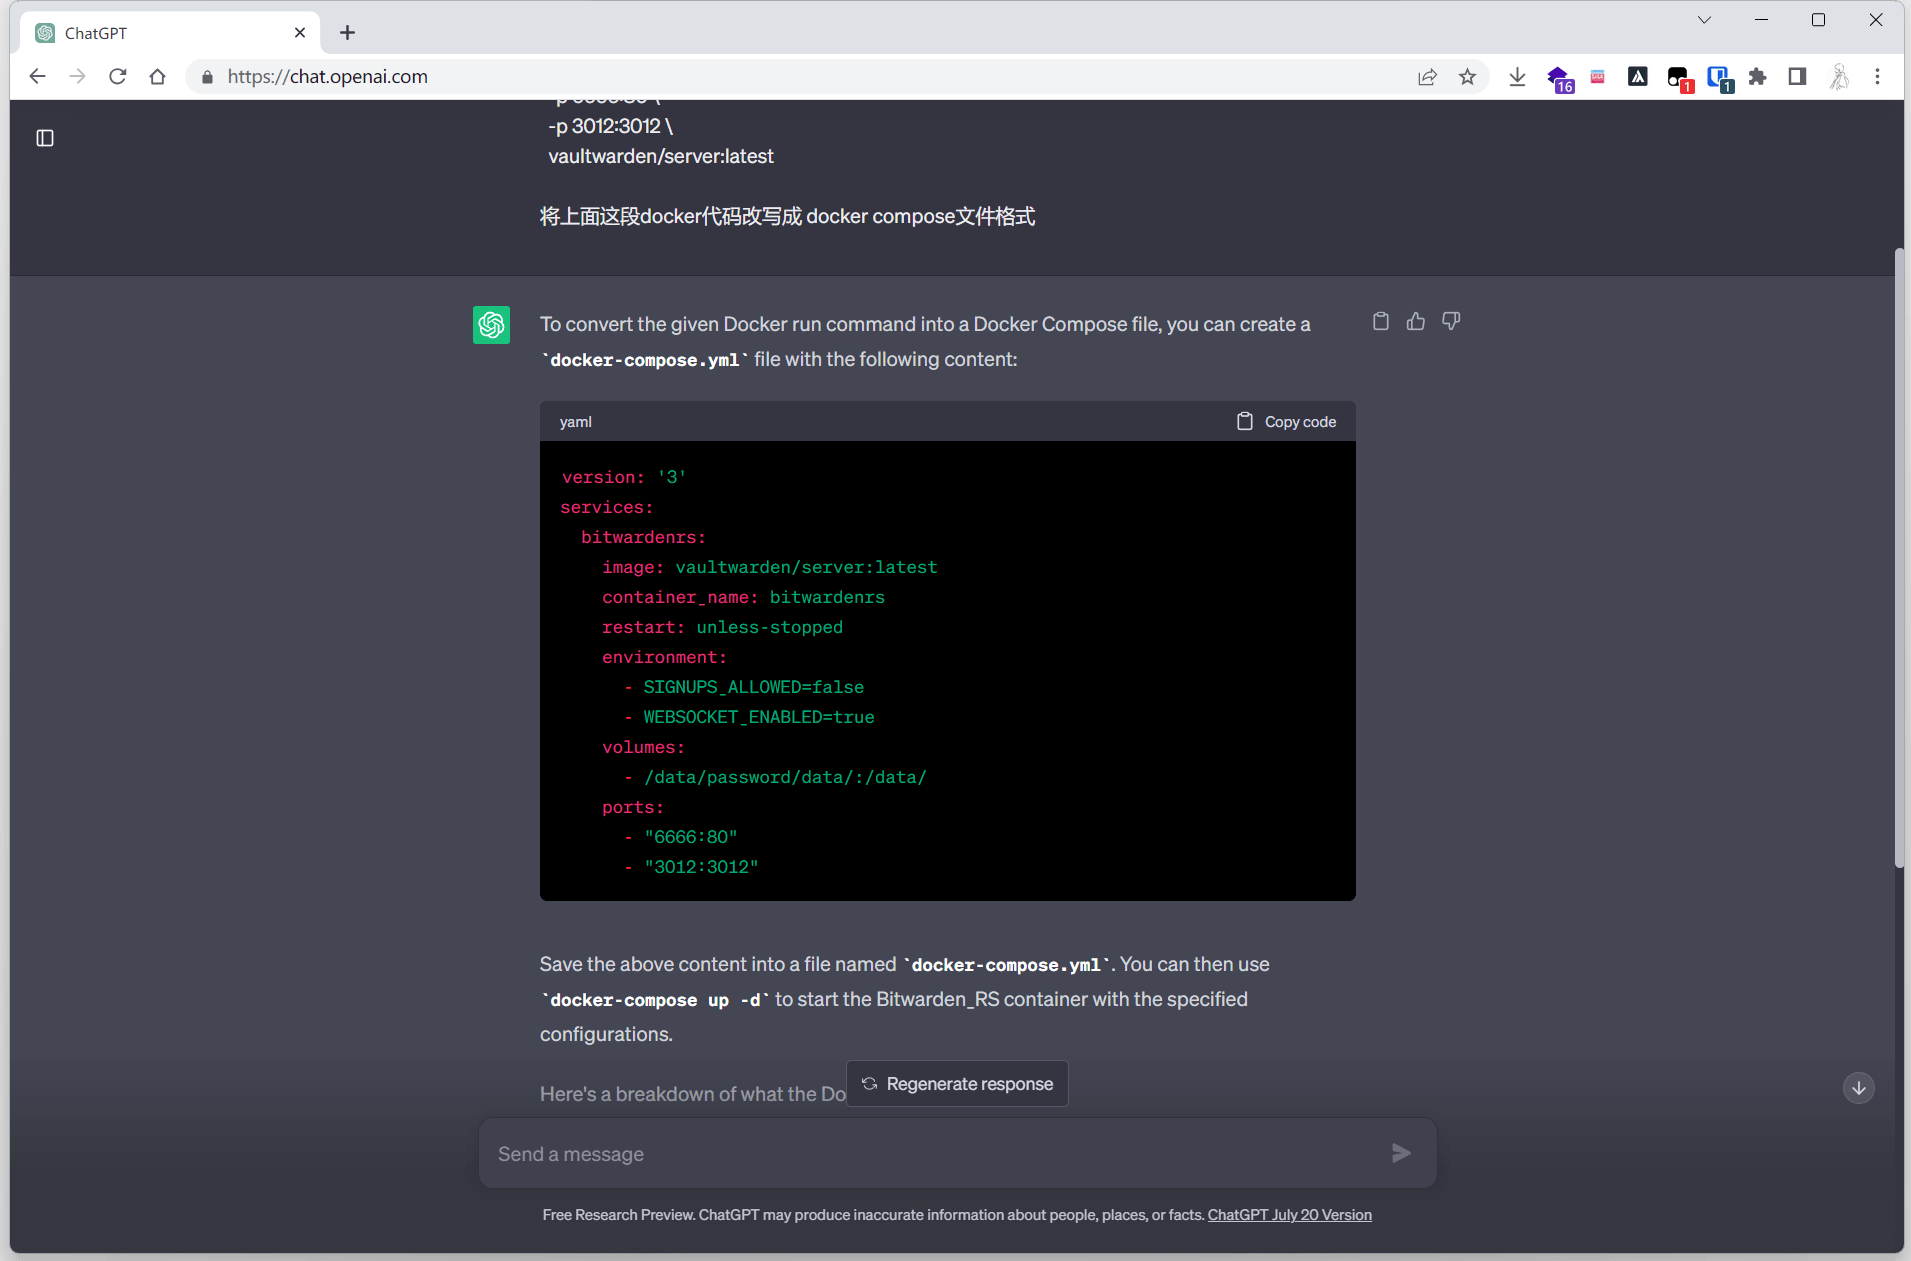 ChatGPT
https://chat.openai.com
16
1
1
-p 3012:3012 \
vaultwarden/server:latest
将上面这段docker代码改写成 docker compose文件格式
To convert the given Docker run command into a Docker Compose file, you can create a
`docker-compose.yml` file with the following content:
yaml
Copy code
version: '3'
services:
  bitwardenrs:
    image: vaultwarden/server:latest
    container_name: bitwardenrs
    restart: unless-stopped
    environment:
      - SIGNUPS_ALLOWED=false
      - WEBSOCKET_ENABLED=true
    volumes:
      - /data/password/data/:/data/
    ports:
      - "6666:80"
      - "3012:3012"
Save the above content into a file named `docker-compose.yml`. You can then use
`docker-compose up -d` to start the Bitwarden_RS container with the specified
configurations.
Here's a breakdown of what the Do
Regenerate response
Send a message
Free Research Preview. ChatGPT may produce inaccurate information about people, places, or facts. ChatGPT July 20 Version